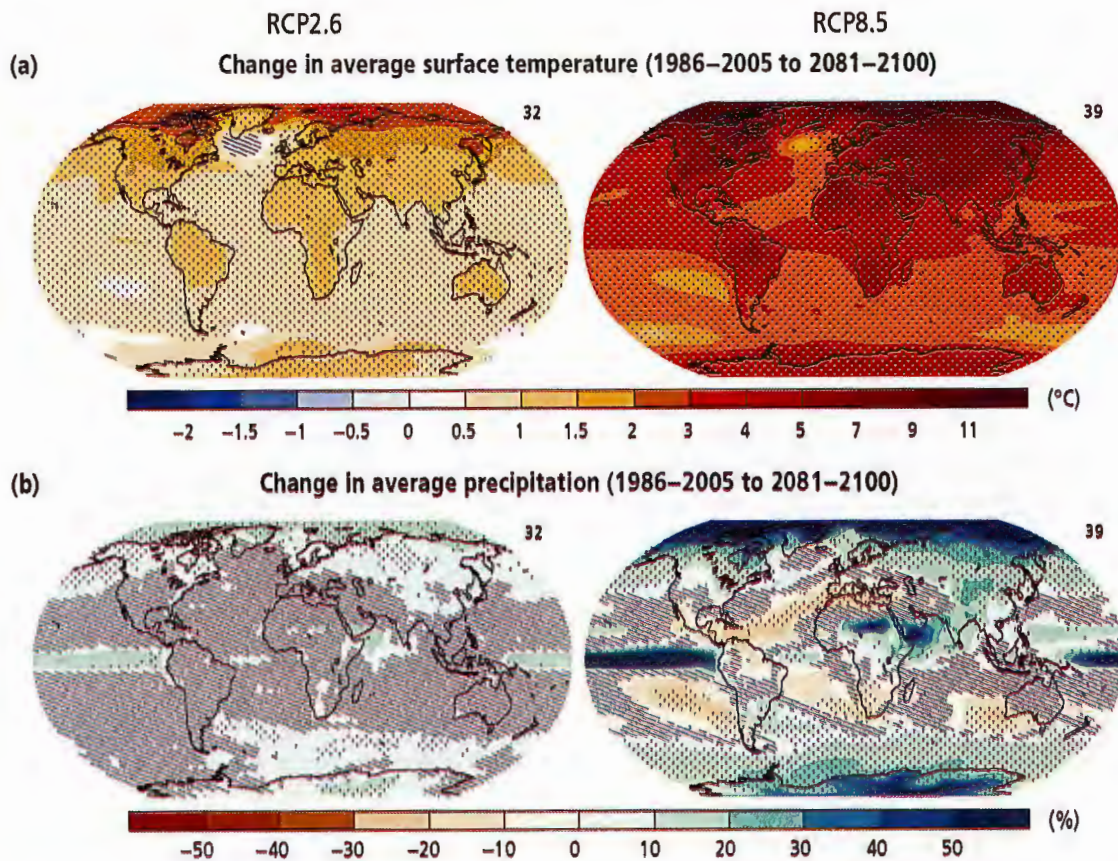 RCP2.6 RCP8.5
(a) Change in average surface temperature (1986–2005 to 2081–2100)
32 39
(°C)
−2 −1.5 −1 −0.5 0 0.5 1 1.5 2 3 4 5 7 9 11
(b) Change in average precipitation (1986–2005 to 2081–2100)
32 39
(%)
−50 −40 −30 −20 −10 0 10 20 30 40 50